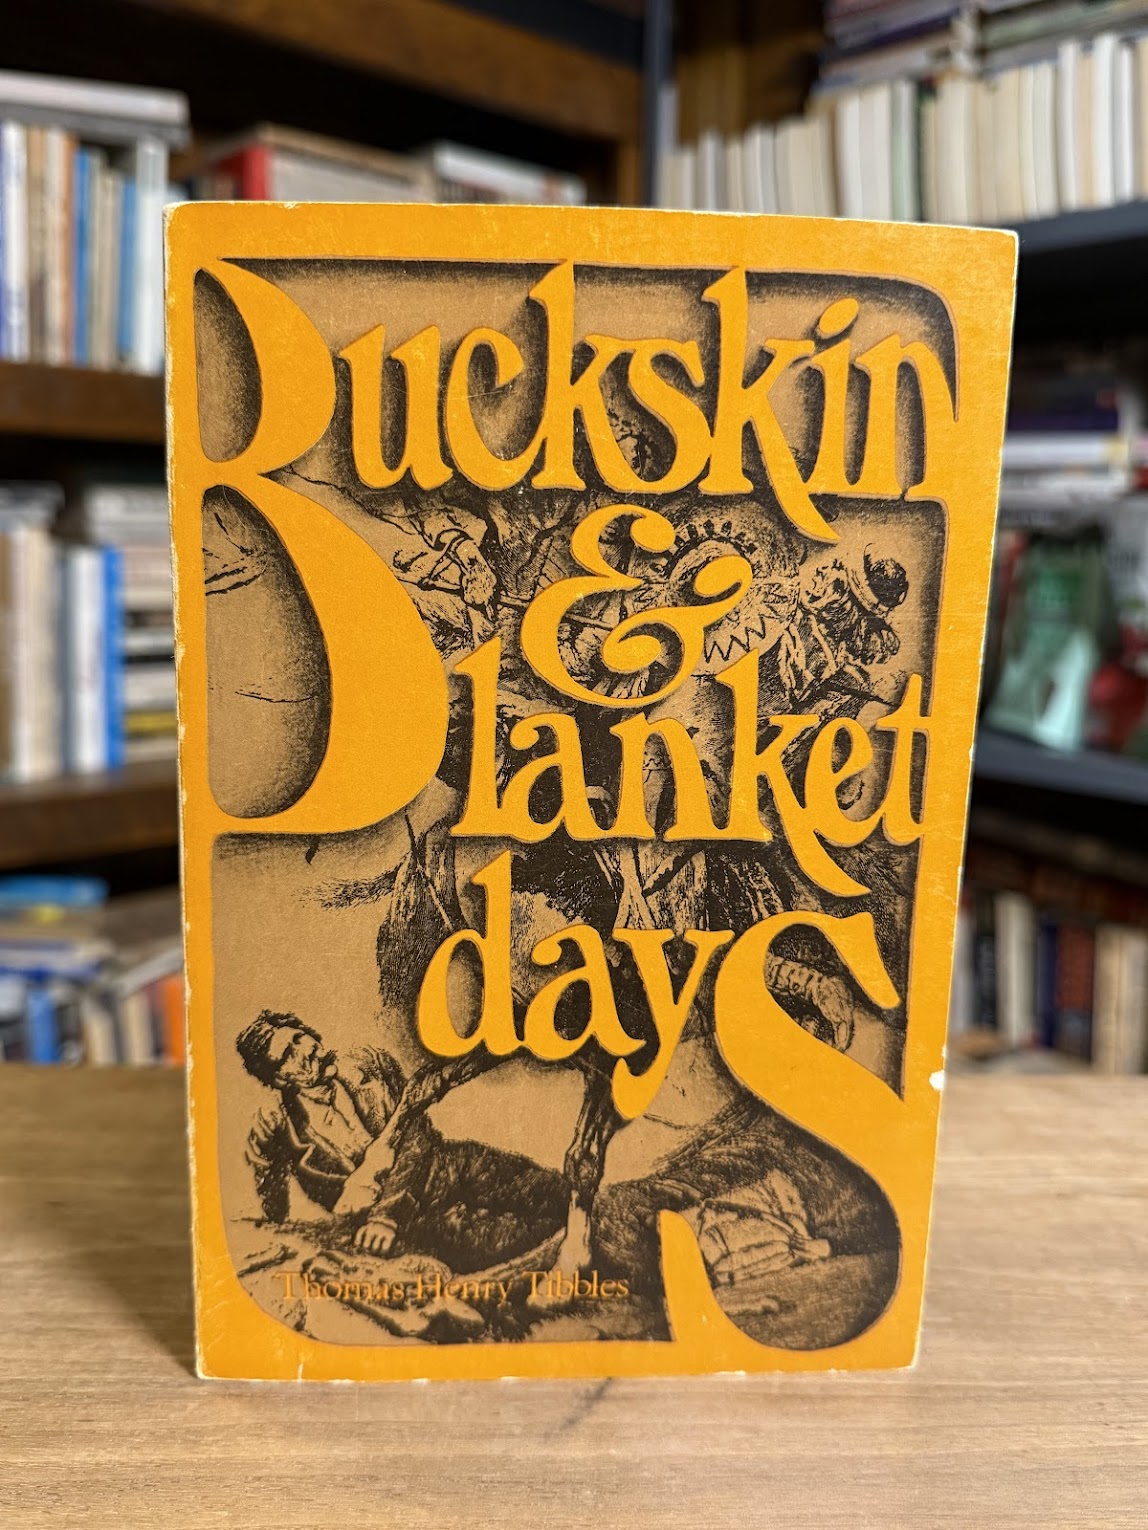 Buckskin
&
Blanket
days
Thomas Henry Tibbles